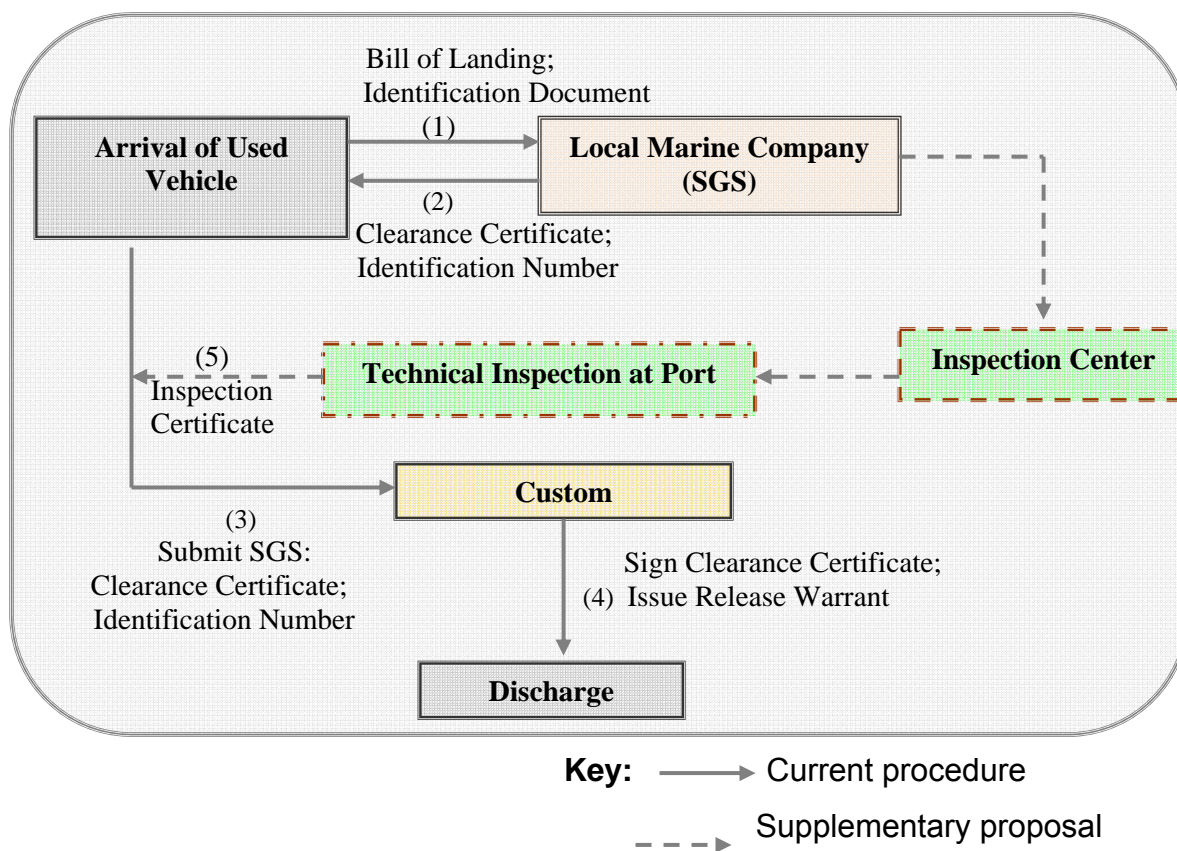 Bill of Landing;
Identification Document
(1)
Arrival of Used
Vehicle
Local Marine Company
(SGS)
(2)
Clearance Certificate;
Identification Number
(5)
Inspection
Certificate
Technical Inspection at Port
Inspection Center
Custom
(3)
Submit SGS:
Clearance Certificate;
Identification Number
Sign Clearance Certificate;
(4) Issue Release Warrant
Discharge
Key: Current procedure
Supplementary proposal